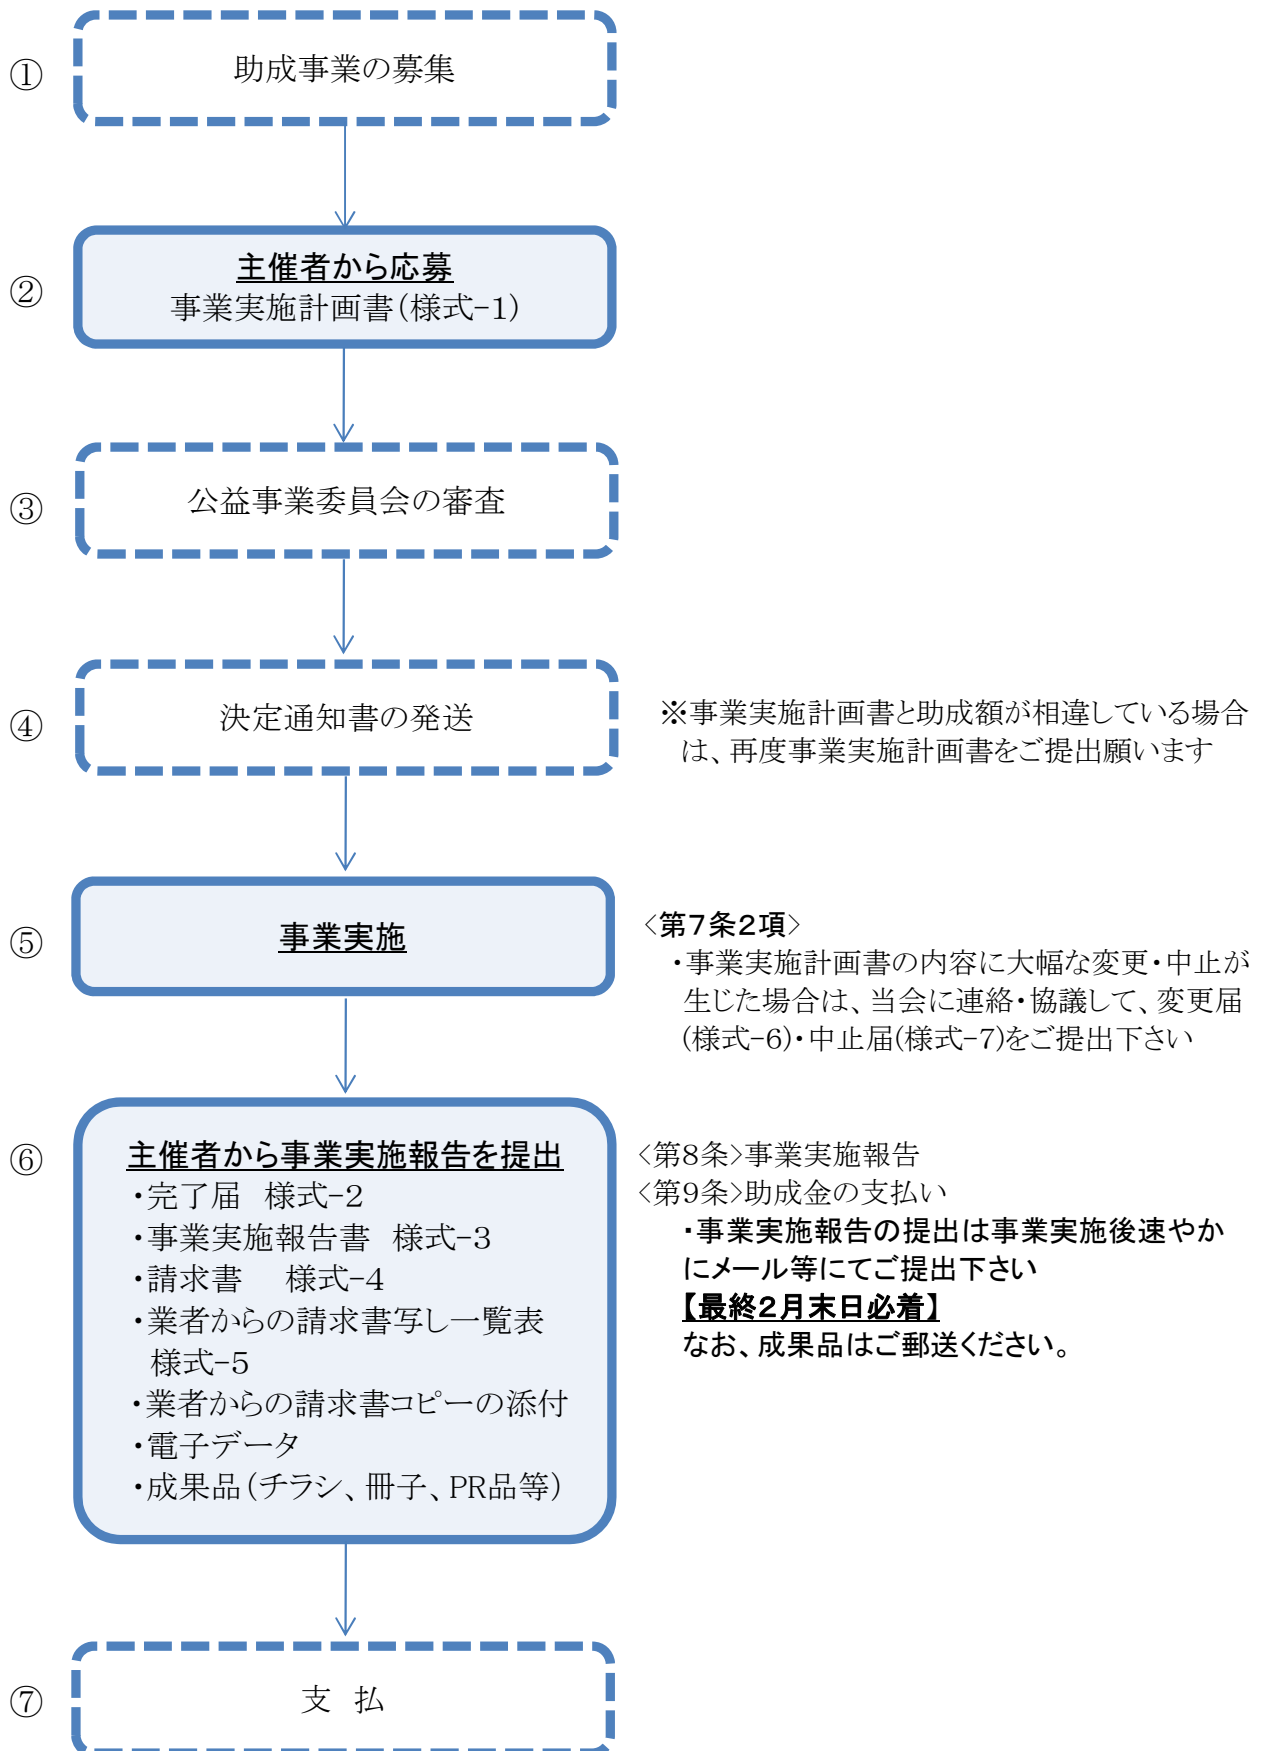 ① 助成事業の募集
② 主催者から応募
事業実施計画書（様式-1）
③ 公益事業委員会の審査
④ 決定通知書の発送
※事業実施計画書と助成額が相違している場合
は、再度事業実施計画書をご提出願います
⑤ 事業実施
<第7条2項>
・事業実施計画書の内容に大幅な変更・中止が
生じた場合は、当会に連絡・協議して、変更届
(様式-6)・中止届(様式-7)をご提出下さい
⑥ 主催者から事業実施報告を提出
・完了届 様式-2
・事業実施報告書 様式-3
・請求書 様式-4
・業者からの請求書写し一覧表
様式-5
・業者からの請求書コピーの添付
・電子データ
・成果品（チラシ、冊子、PR品等）
<第8条>事業実施報告
<第9条>助成金の支払い
・事業実施報告の提出は事業実施後速やか
にメール等にてご提出下さい
【最終2月末日必着】
なお、成果品はご郵送ください。
⑦ 支 払